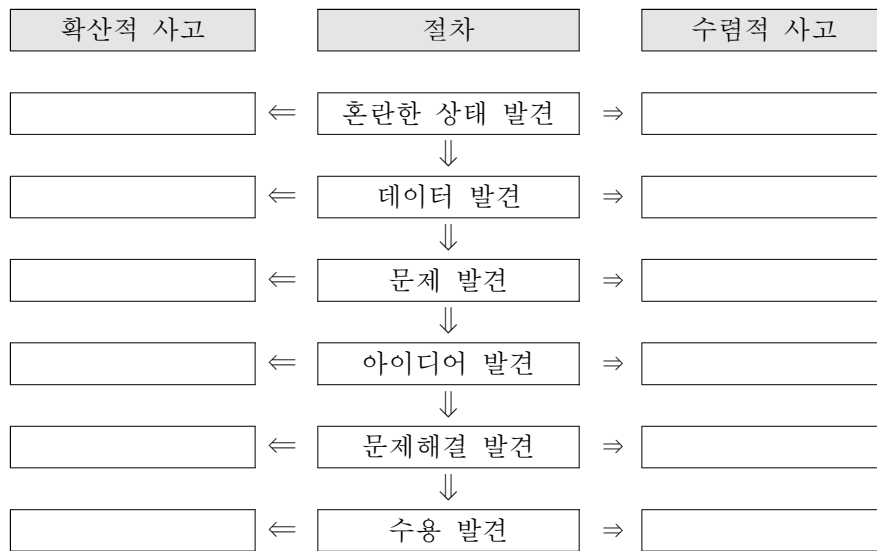 확산적 사고 절차 수렴적 사고
⇐ 혼란한 상태 발견 ⇒
⇓
⇐ 데이터 발견 ⇒
⇓
⇐ 문제 발견 ⇒
⇓
⇐ 아이디어 발견 ⇒
⇓
⇐ 문제해결 발견 ⇒
⇓
⇐ 수용 발견 ⇒